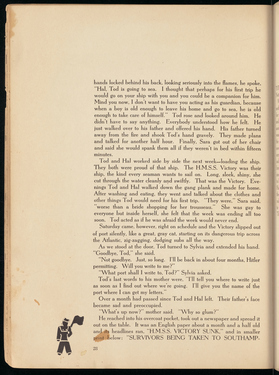 hands locked behind his back, looking seriously into the flames, he spoke,
"Hal, Tod is going to sea. I thought that perhaps for his first trip he
would go on your ship with you and you could be a companion for him.
Mind you now, I don't want to have you acting as his guardian, because
when a boy is old enough to leave his home and go to sea, he is old
enough to take care of himself." Tod rose and looked around him. He
didn't have to say anything. Everybody understood how he felt. He
just walked over to his father and offered his hand. His father turned
away from the fire and shook Tod's hand gravely. They made plans
and talked for another half hour. Finally, Sara got out of her chair
and said she would spank them all if they weren't in bed within fifteen
minutes.
Tod and Hal worked side by side the next week—loading the ship.
They both were proud of that ship. The H.M.S.S. Victory was their
ship, the kind every seaman wants to sail on. Long, sleek, shiny, she
cut through the water cleanly and swiftly. That was the Victory. Eve-
nings Tod and Hal walked down the gang plank and made for home.
After washing and eating, they went and talked about the clothes and
other things Tod would need for his first trip. "They were," Sara said,
"worse than a bride shopping for her trousseau." She was gay to
everyone but inside herself, she felt that the week was ending all too
soon. Tod acted as if he was afraid the week would never end.
Saturday came, however, right on schedule and the Victory slipped out
of port silently, like a great, gray cat, starting on its dangerous trip across
the Atlantic, zig zagging, dodging subs all the way.
As we stood at the door, Tod turned to Sylvia and extended his hand.
"Goodbye, Tod," she said.
"Not goodbye. Just, so long. I'll be back in about four months, Hitler
permitting. Will you write to me?"
"What port shall I write to, Tod?" Sylvia asked.
Tod's last words to his mother were, "I'll tell you where to write just
as soon as I find out where we're going. I'll give you the name of the
port where I can get my letters."
Over a month had passed since Tod and Hal left. Their father's face
became sad and preoccupied.
"What's up now?" mother said. "Why so glum?"
He reached into his overcoat pocket, took out a newspaper and spread it
out on the table. It was an English paper about a month and a half old
and its headlines ran, "H.M.S.S. VICTORY SUNK," and in smaller
below: "SURVIVORS BEING TAKEN TO SOUTHAMP-
22